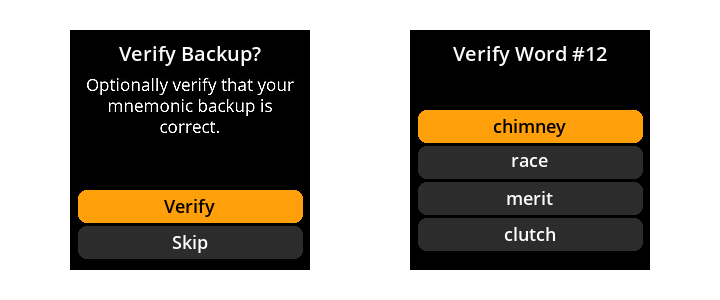 Verify Backup?
Optionally verify that your
mnemonic backup is
correct.
Verify
Skip
Verify Word #12
chimney
race
merit
clutch